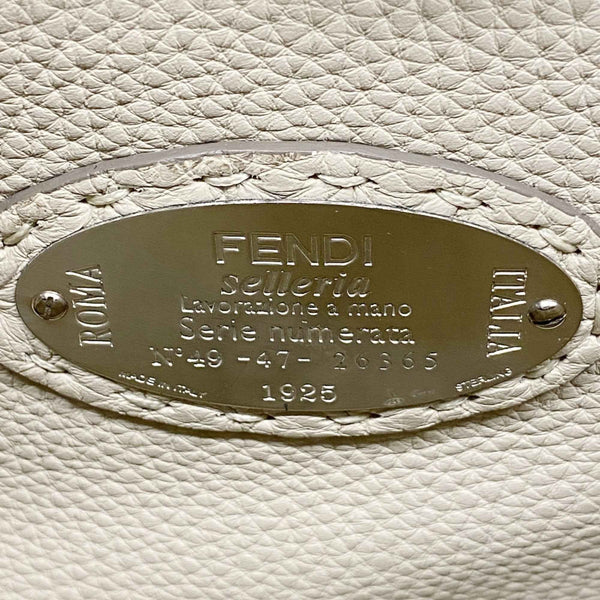 FENDI
selleria
Lavorazione a mano
Serie numerata
N° 49 -47- 26365
1925
ROMA
ITALIA
MADE IN ITALY
STERLING